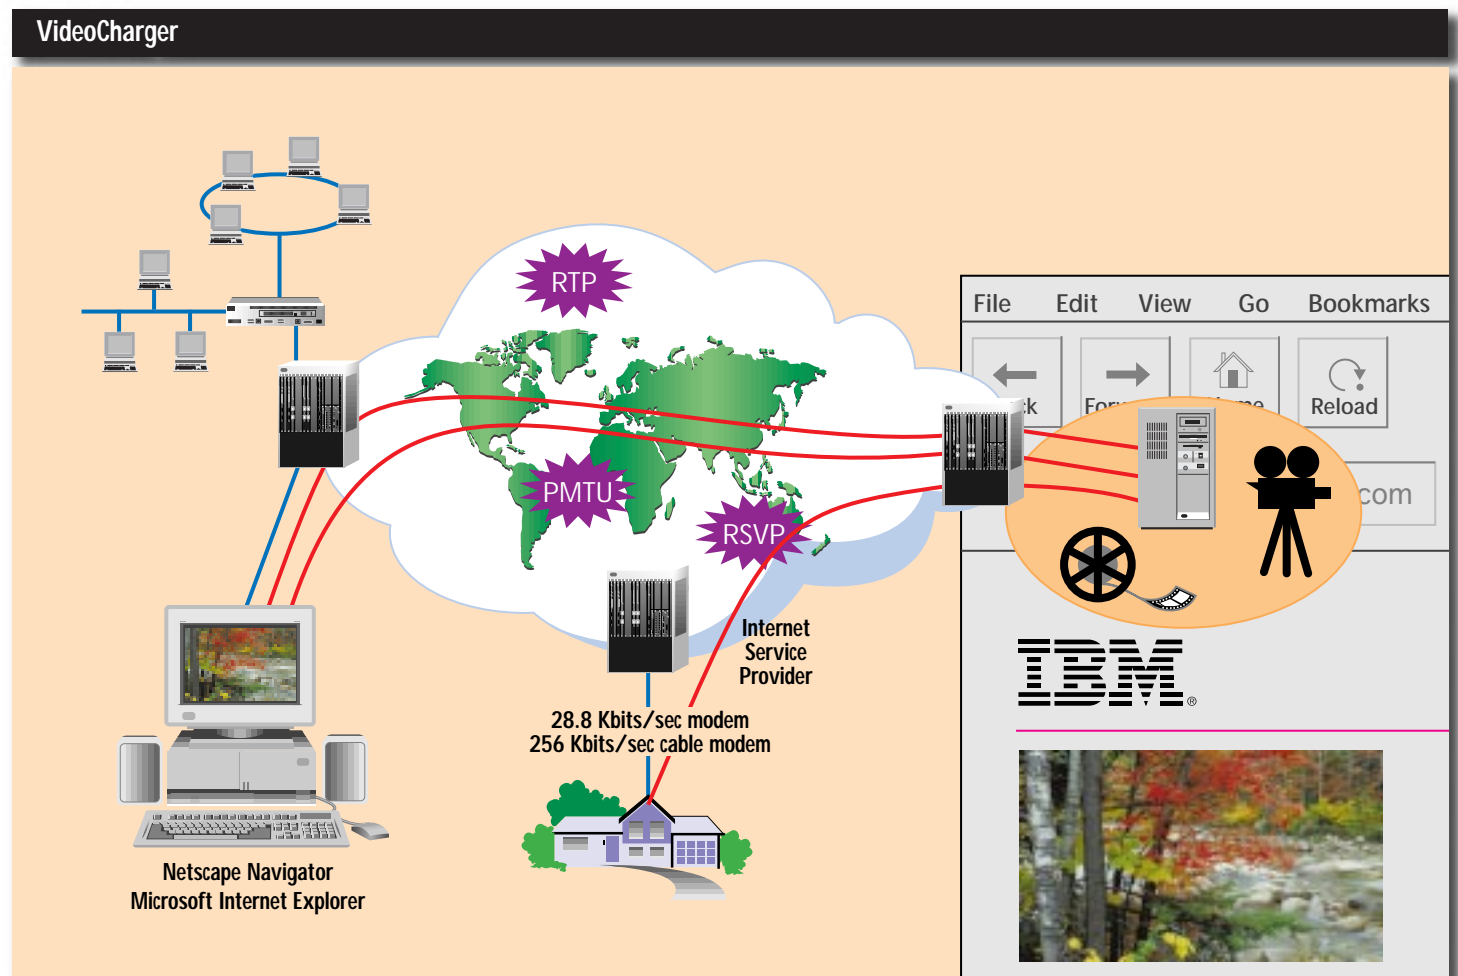 VideoCharger
RTP
File Edit View Go Bookmarks
Reload
PMTU
com
RSVP
Internet
Service
Provider
IBM®
28.8 Kbits/sec modem
256 Kbits/sec cable modem
Netscape Navigator
Microsoft Internet Explorer